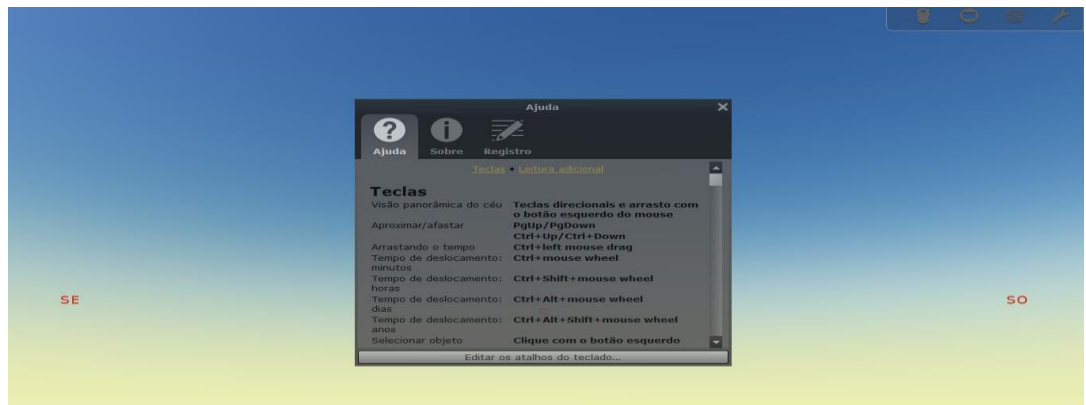 Ajuda
Ajuda Sobre Registro
Teclas • Leitura adicional
Teclas
Visão panorâmica do céu Teclas direcionais e arrasto com
o botão esquerdo do mouse
Aproximar/afastar PgUp/PgDown
Ctrl+Up/Ctrl+Down
Arrastando o tempo Ctrl+left mouse drag
Tempo de deslocamento: Ctrl+mouse wheel
minutos
Tempo de deslocamento: Ctrl+Shift+mouse wheel
horas
SE
Tempo de deslocamento: Ctrl+Alt+mouse wheel
SO
dias
Tempo de deslocamento: Ctrl+Alt+Shift+mouse wheel
anos
Selecionar objeto Clique com o botão esquerdo
Editar os atalhos do teclado...